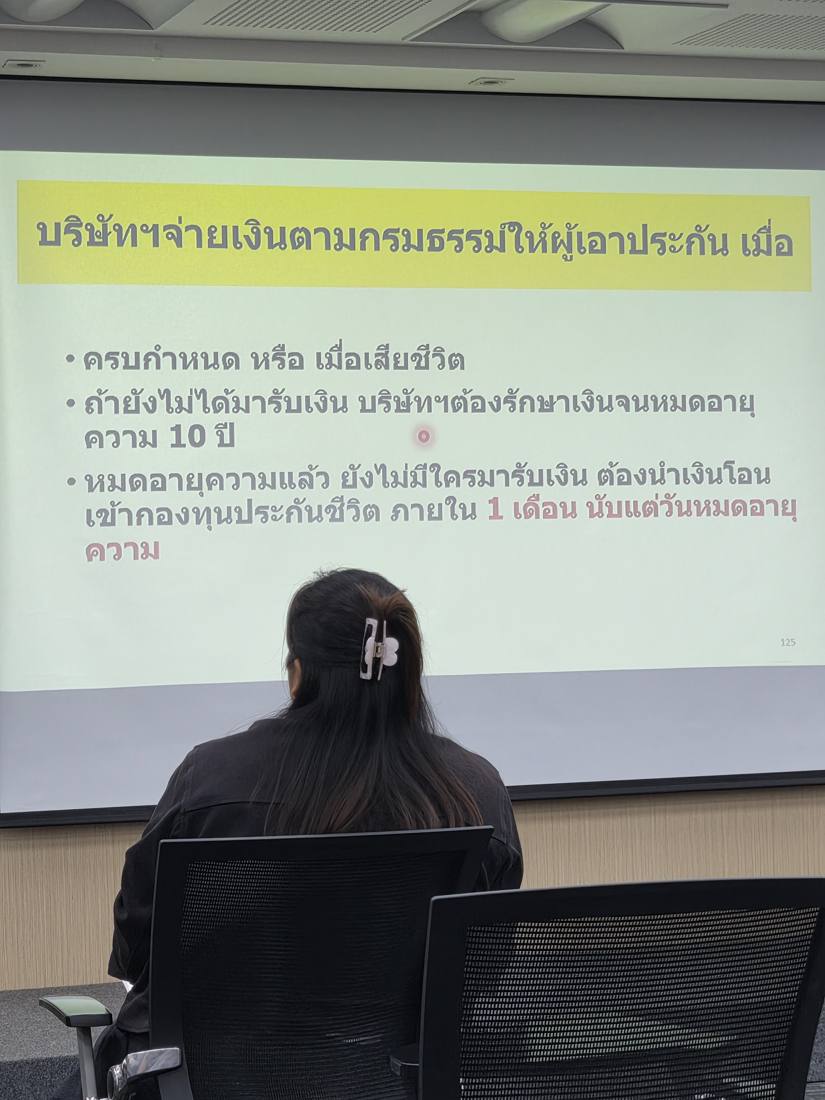 บริษัทฯจ่ายเงินตามกรมธรรม์ให้ผู้เอาประกัน เมื่อ
• ครบกำหนด หรือ เมื่อเสียชีวิต
• ถ้ายังไม่ได้มารับเงิน บริษัทฯต้องรักษาเงินจนหมดอายุ
ความ 10 ปี
• หมดอายุความแล้ว ยังไม่มีใครมารับเงิน ต้องนำเงินโอน
เข้ากองทุนประกันชีวิต ภายใน 1 เดือน นับแต่วันหมดอายุ
ความ
125